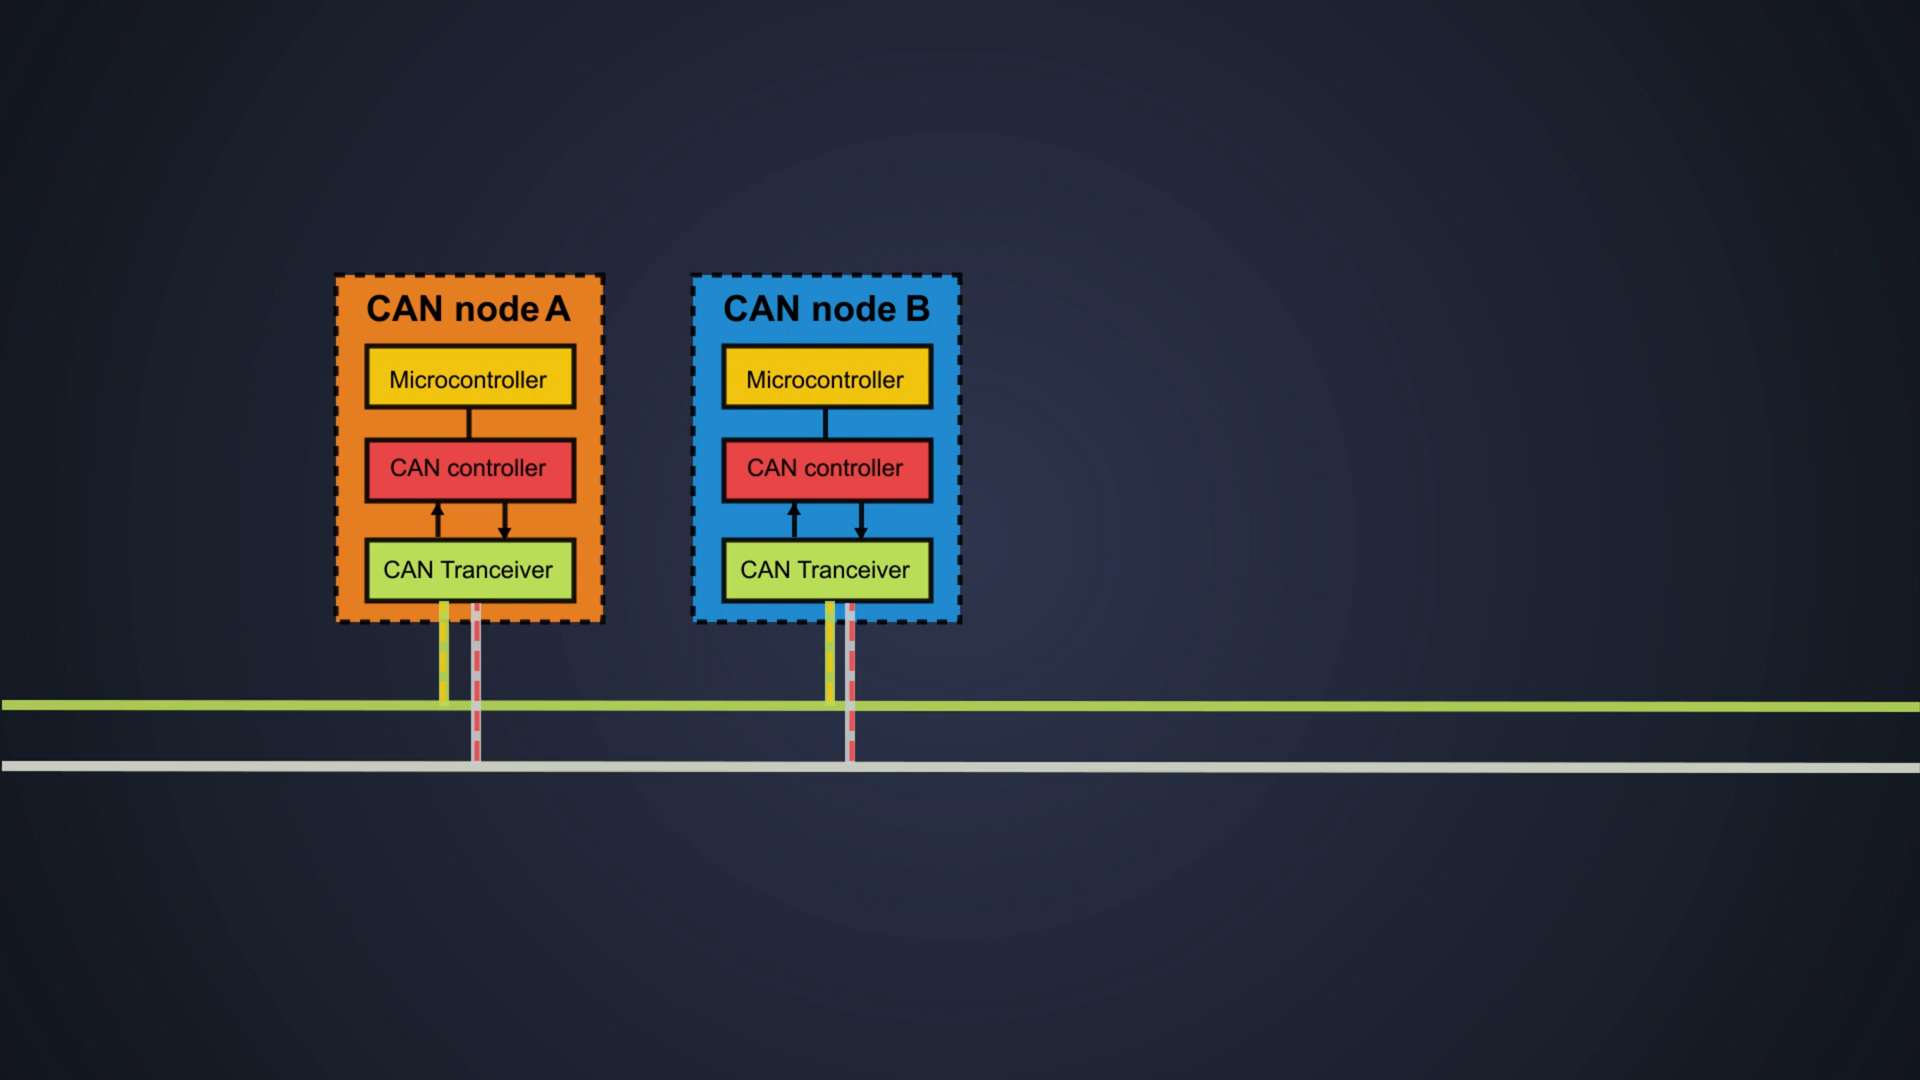 CAN node A
Microcontroller
CAN controller
CAN Tranceiver
CAN node B
Microcontroller
CAN controller
CAN Tranceiver